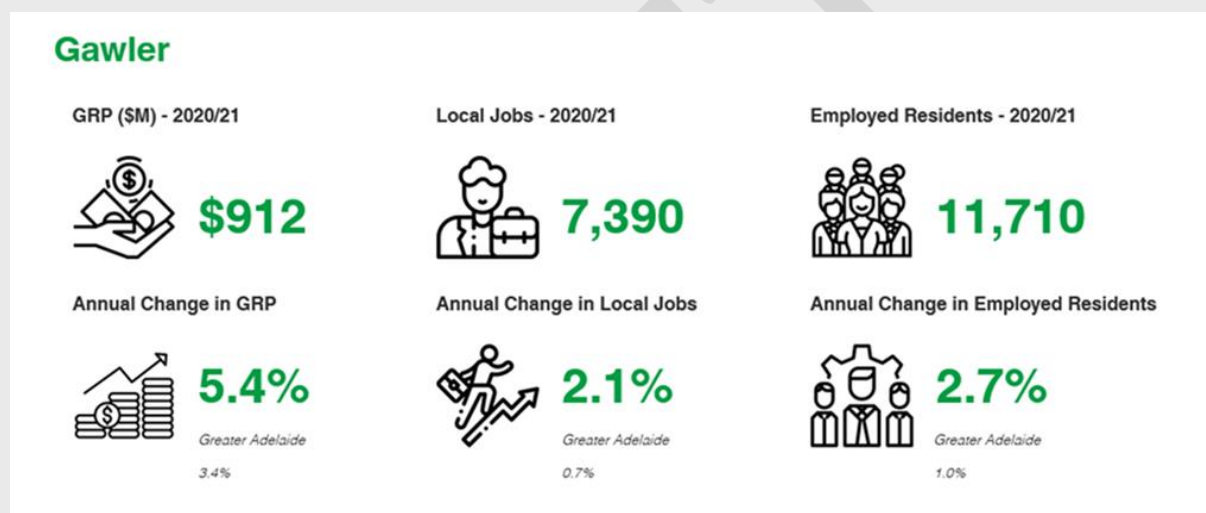 Gawler
GRP ($M) - 2020/21
Local Jobs - 2020/21
Employed Residents - 2020/21
$912
7,390
11,710
Annual Change in GRP
Annual Change in Local Jobs
Annual Change in Employed Residents
5.4%
2.1%
2.7%
Greater Adelaide
Greater Adelaide
Greater Adelaide
3.4%
0.7%
1.0%